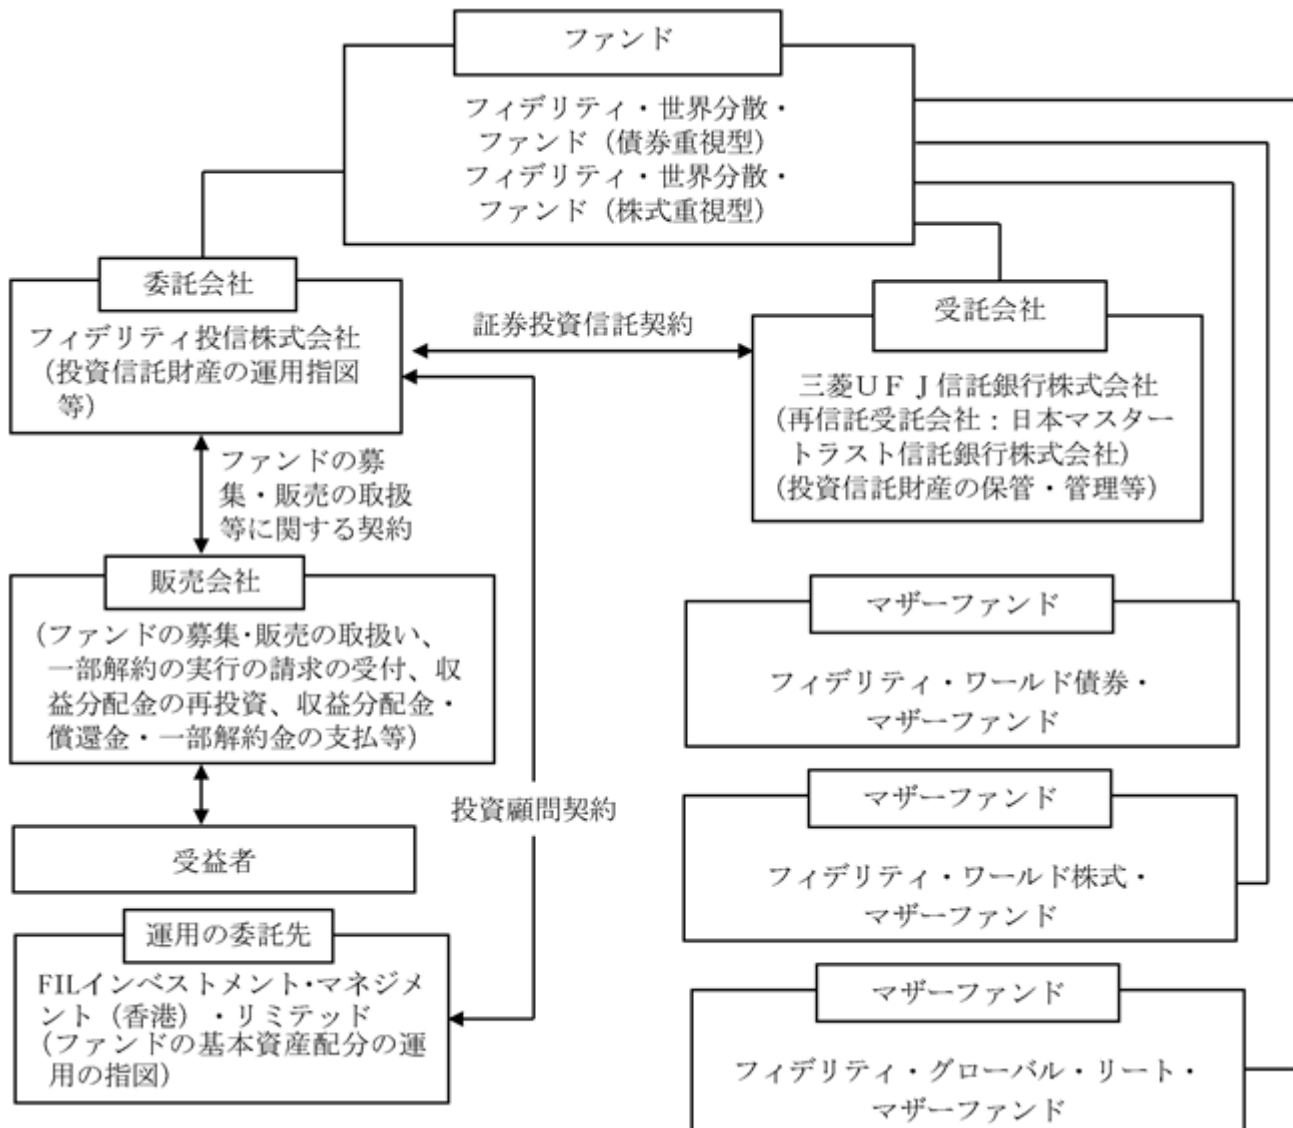 ファンド
フィデリティ・世界分散・
ファンド（債券重視型）
フィデリティ・世界分散・
ファンド（株式重視型）
委託会社
フィデリティ投信株式会社
（投資信託財産の運用指図
等）
証券投資信託契約
受託会社
三菱ＵＦＪ信託銀行株式会社
（再信託受託会社：日本マスター
トラスト信託銀行株式会社）
（投資信託財産の保管・管理等）
ファンドの募
集・販売の取扱
等に関する契約
販売会社
（ファンドの募集・販売の取扱い、
一部解約の実行の請求の受付、収
益分配金の再投資、収益分配金・
償還金・一部解約金の支払等）
投資顧問契約
受益者
運用の委託先
FILインベストメント・マネジメ
ント（香港）・リミテッド
（ファンドの基本資産配分の運
用の指図）
マザーファンド
フィデリティ・ワールド債券・
マザーファンド
マザーファンド
フィデリティ・ワールド株式・
マザーファンド
マザーファンド
フィデリティ・グローバル・リート・
マザーファンド